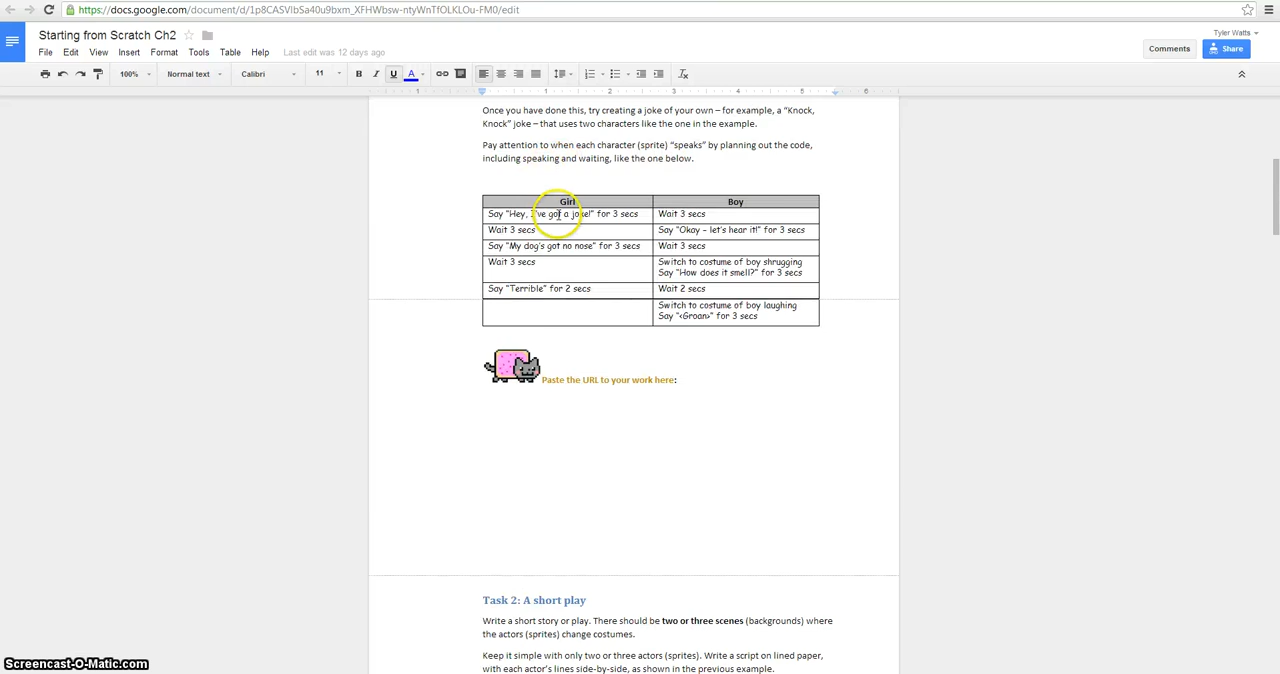 https://docs.google.com/document/d/1p8CASVIbSa40u9bxm_XFHWbsw-ntyWnTfOLKLOu-FM0/edit
Starting from Scratch Ch2
Tyler Watts
File Edit View Insert Format Tools Table Help Last edit was 12 days ago
Comments Share
100% Normal text Calibri 11 B I U A
1 1 2 3 4 5 6
Once you have done this, try creating a joke of your own – for example, a “Knock,
Knock” joke – that uses two characters like the one in the example.
Pay attention to when each character (sprite) “speaks” by planning out the code,
including speaking and waiting, like the one below.
Girl Boy
Say “Hey, I’ve got a joke!” for 3 secs Wait 3 secs
Wait 3 secs Say “Okay – let’s hear it!” for 3 secs
Say “My dog’s got no nose” for 3 secs Wait 3 secs
Wait 3 secs Switch to costume of boy shrugging
Say “How does it smell?” for 3 secs
Say “Terrible” for 2 secs Wait 2 secs
Switch to costume of boy laughing
Say “<Groan>” for 3 secs
Paste the URL to your work here:
Task 2: A short play
Write a short story or play. There should be two or three scenes (backgrounds) where
the actors (sprites) change costumes.
Keep it simple with only two or three actors (sprites). Write a script on lined paper,
with each actor’s lines side-by-side, as shown in the previous example.
Screencast-O-Matic.com